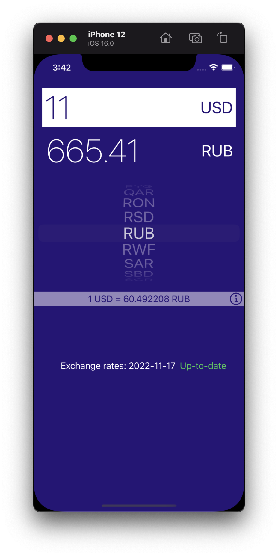 iPhone 12
iOS 16.0
3:42
11 USD
665.41 RUB
QAR
RON
RSD
RUB
RWF
SAR
SBD
1 USD = 60.492208 RUB
Exchange rates: 2022-11-17 Up-to-date